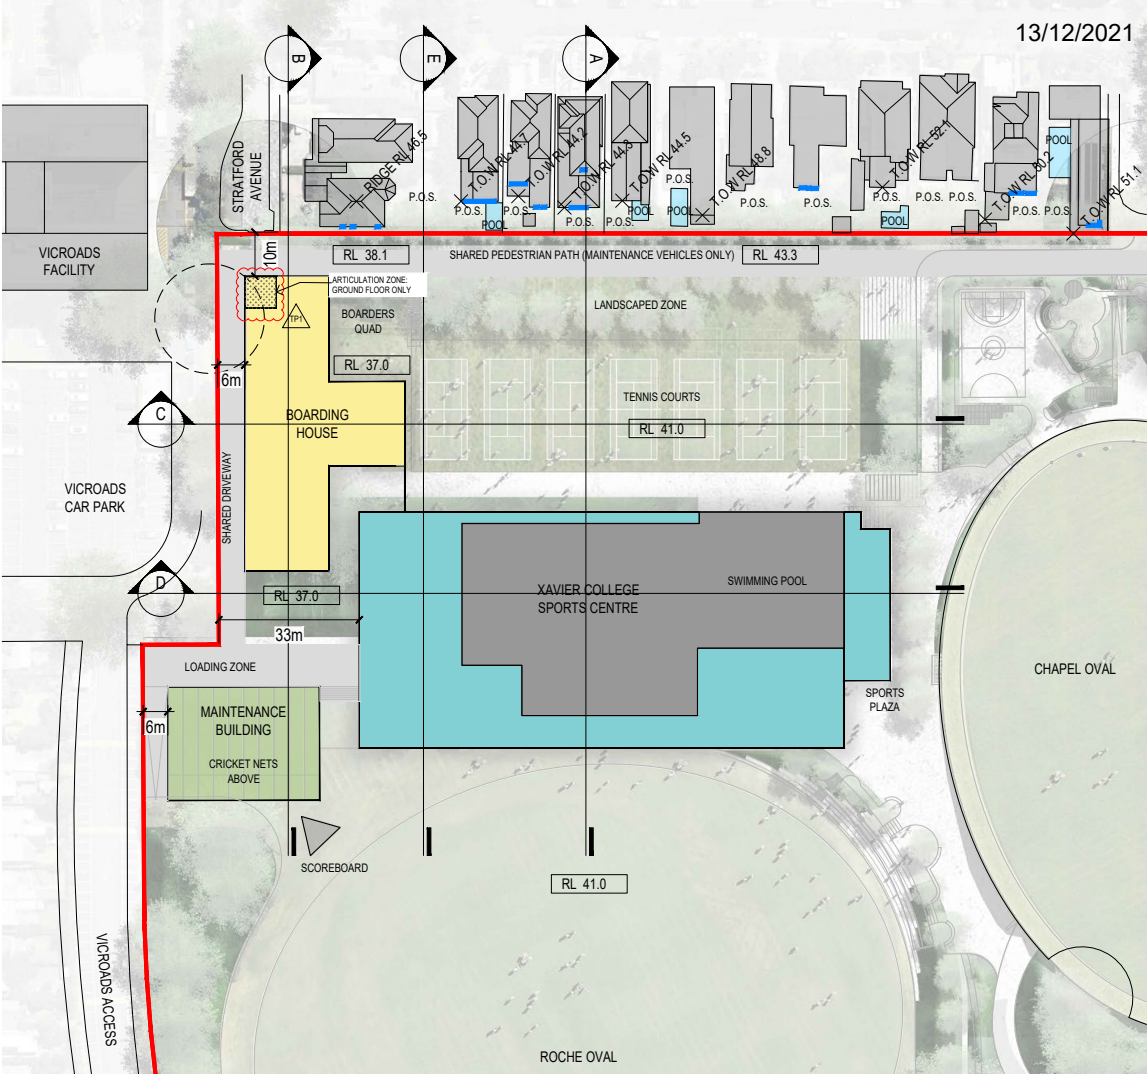 13/12/2021
B
E
A
STRATFORD
AVENUE
RIDGE RL 46.5
T.O.W RL 44.7
T.O.W RL 44.2
T.O.W RL 44.3
T.O.W RL 44.5
T.O.W RL 48.8
T.O.W RL 52.1
T.O.W RL 50.2
T.O.W RL 51.1
P.O.S.
P.O.S.
P.O.S.
P.O.S.
P.O.S.
P.O.S.
P.O.S.
P.O.S.
P.O.S.
P.O.S.
P.O.S.
POOL
POOL
POOL
POOL
POOL
VICROADS
FACILITY
10m
RL 38.1
SHARED PEDESTRIAN PATH (MAINTENANCE VEHICLES ONLY)
RL 43.3
ARTICULATION ZONE:
GROUND FLOOR ONLY
TP1
BOARDERS
QUAD
LANDSCAPED ZONE
RL 37.0
6m
C
BOARDING
HOUSE
TENNIS COURTS
RL 41.0
VICROADS
CAR PARK
SHARED DRIVEWAY
D
RL 37.0
XAVIER COLLEGE
SPORTS CENTRE
SWIMMING POOL
33m
LOADING ZONE
CHAPEL OVAL
SPORTS
PLAZA
MAINTENANCE
BUILDING
6m
CRICKET NETS
ABOVE
SCOREBOARD
RL 41.0
VICROADS ACCESS
ROCHE OVAL